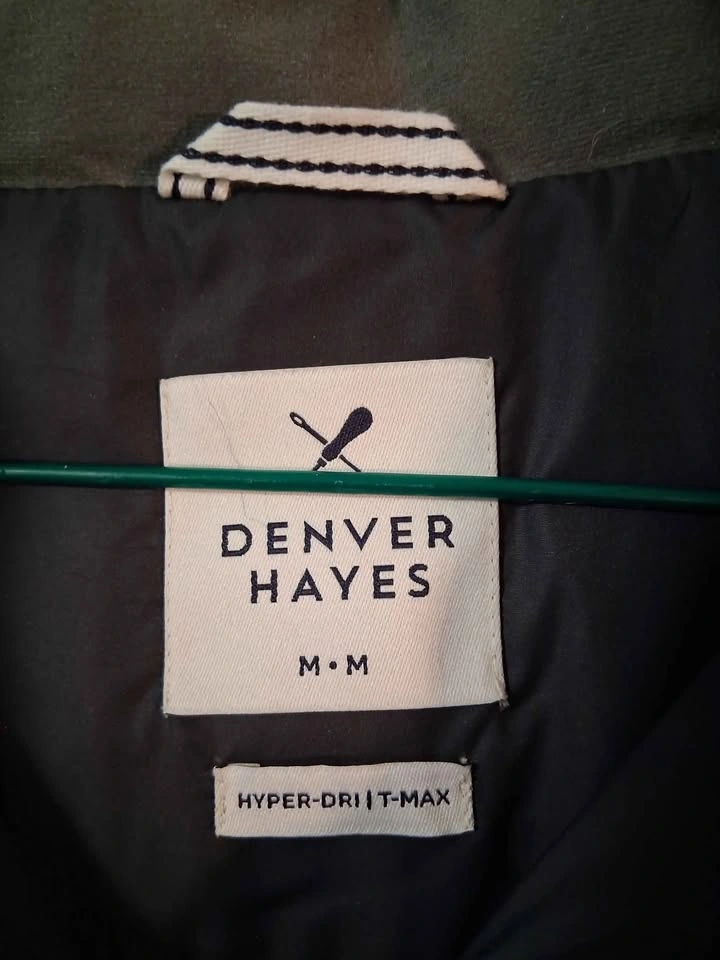 DENVER
HAYES
M•M
HYPER-DRI|T-MAX